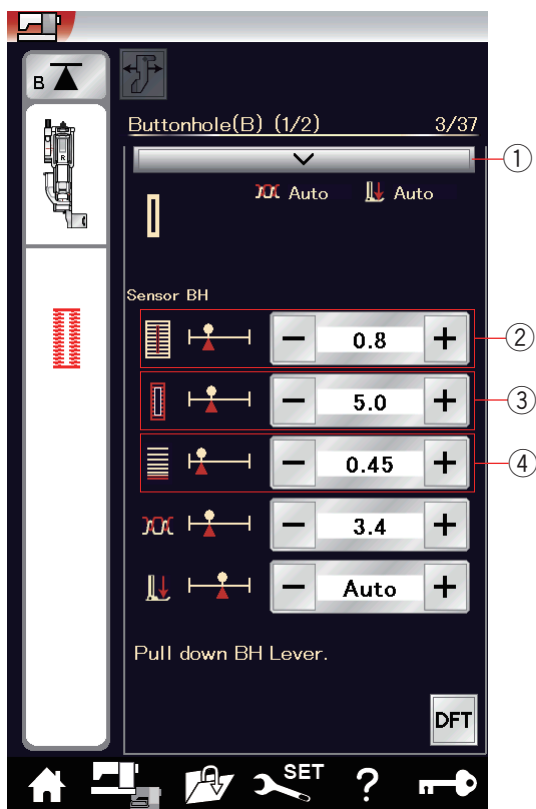 B
R
Buttonhole(B) (1/2) 3/37
①
Auto Auto
Sensor BH
− 0.8 + ②
− 5.0 + ③
− 0.45 + ④
− 3.4 +
− Auto +
Pull down BH Lever.
DFT
SET ?